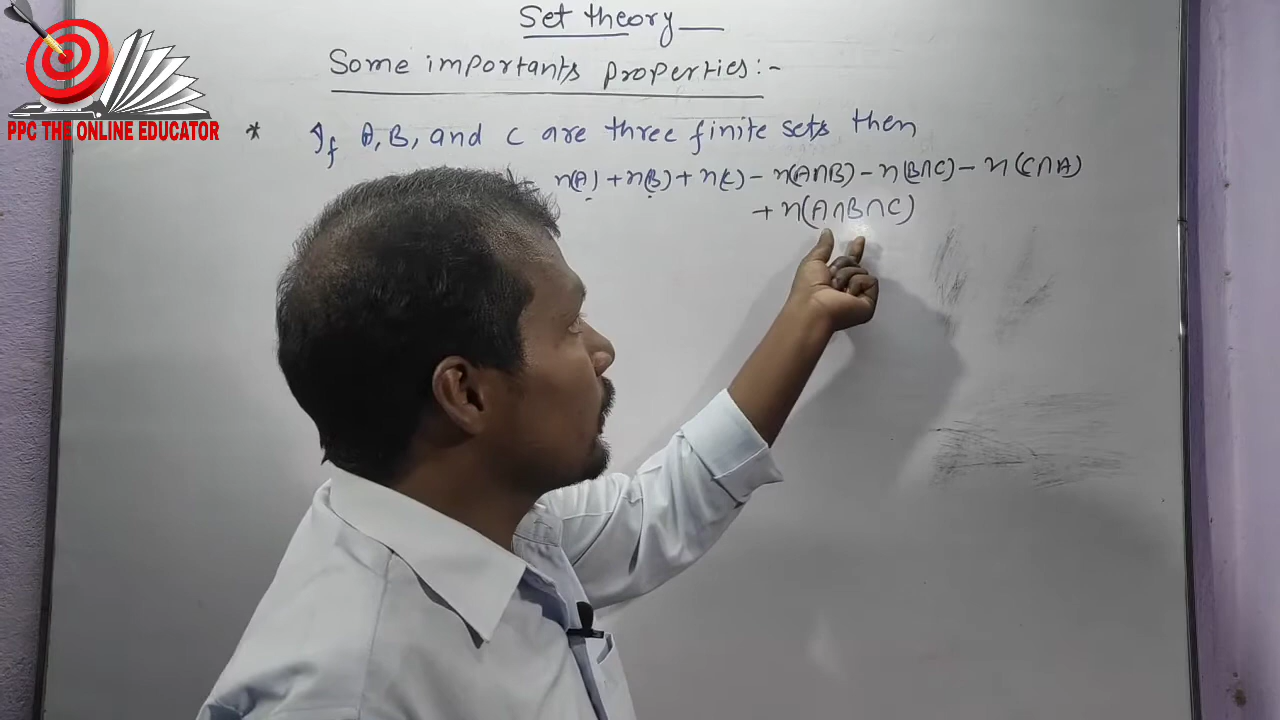 Set theory
Some importants properties:-
PPC THE ONLINE EDUCATOR
* If A, B, and C are three finite sets then
n(A) + n(B) + n(C) - n(A∩B) - n(B∩C) - n(C∩A)
+ n(A∩B∩C)